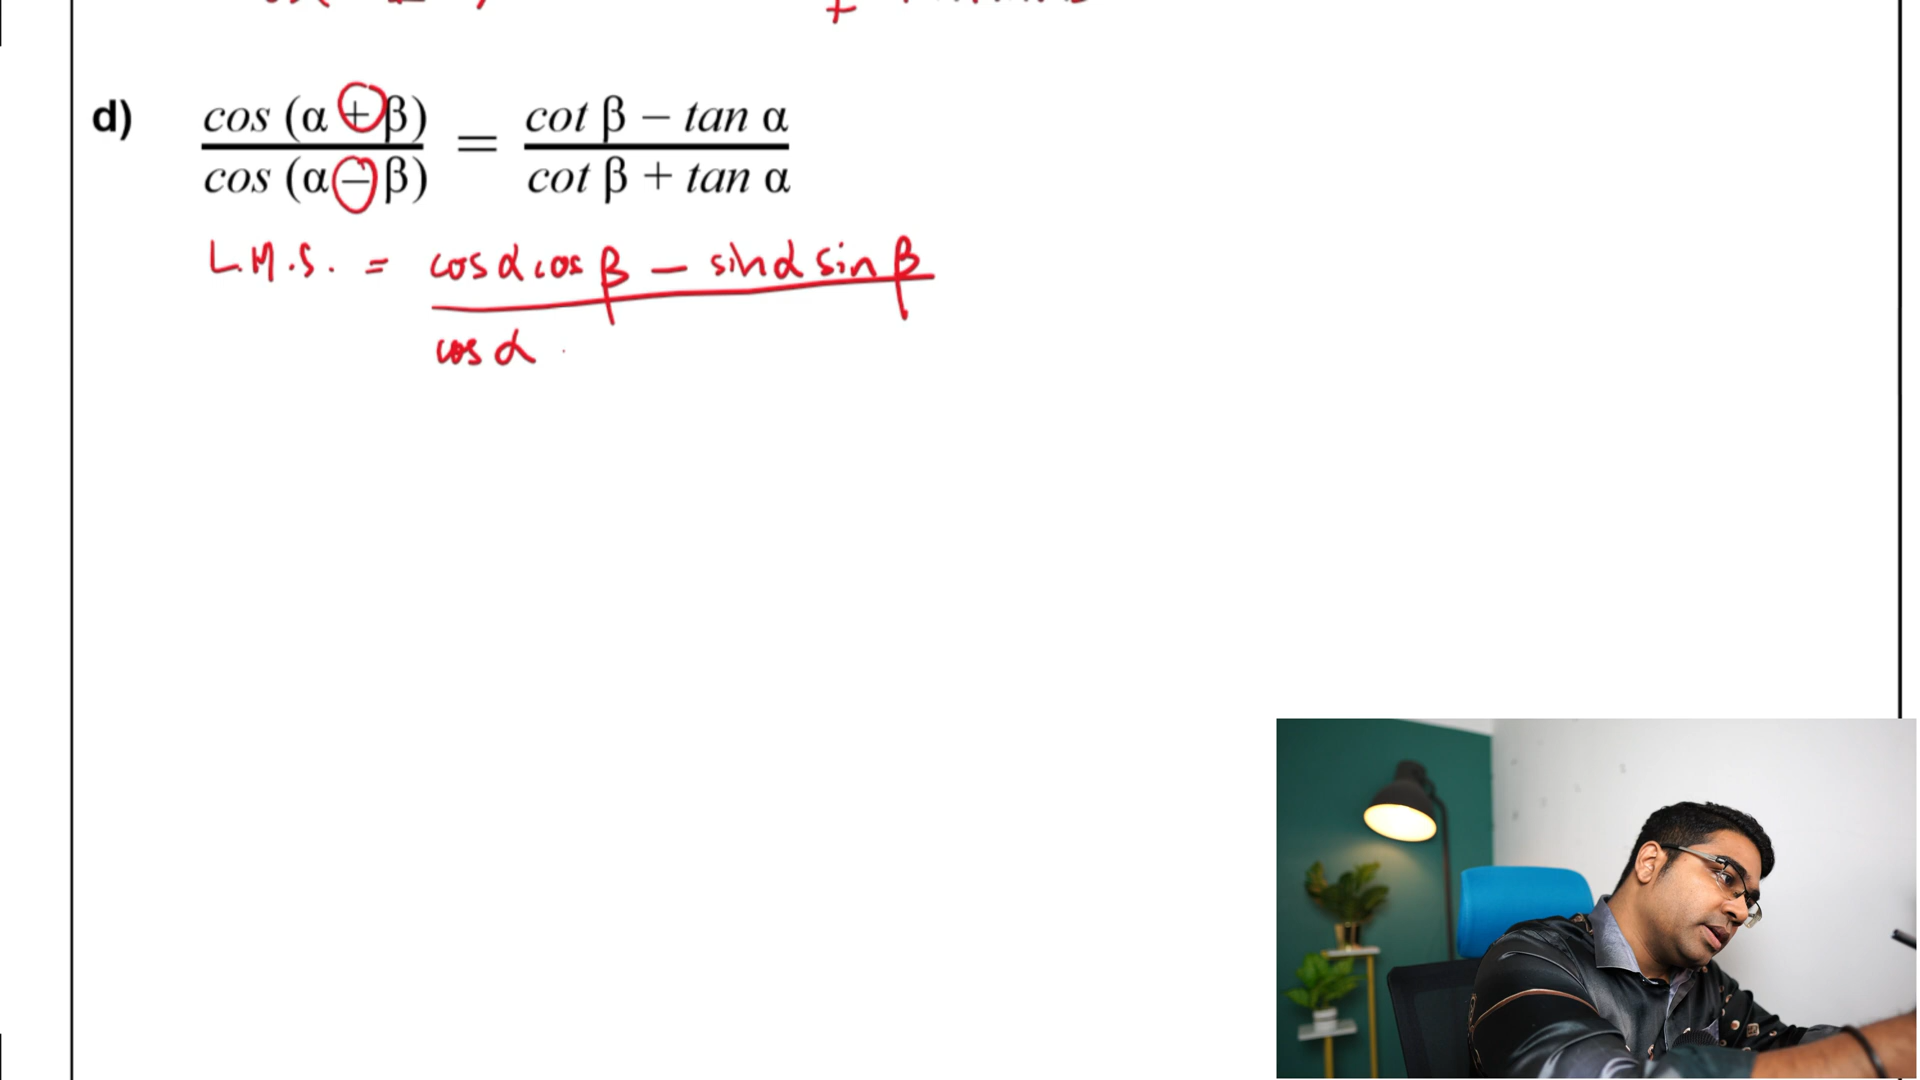 d) cos (α + β) / cos (α − β) = cot β − tan α / cot β + tan α
L.H.S. = cos α cos β − sin α sin β
cos α